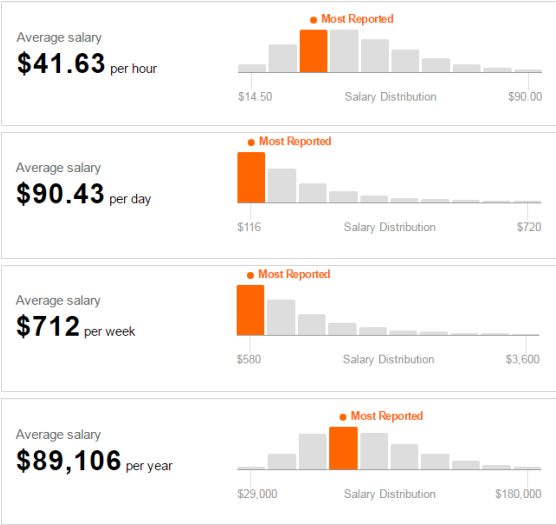 Most Reported
Average salary
$41.63 per hour
$14.50 Salary Distribution $90.00
Most Reported
Average salary
$90.43 per day
$116 Salary Distribution $720
Most Reported
Average salary
$712 per week
$580 Salary Distribution $3,600
Most Reported
Average salary
$89,106 per year
$29,000 Salary Distribution $180,000